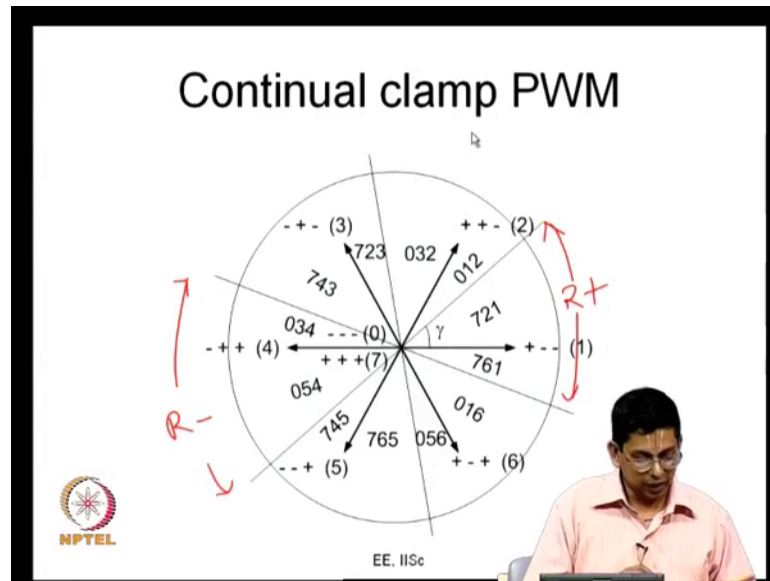 Continual clamp PWM
- + - (3)
+ + - (2)
723
032
012
743
721
R+
034
- - - (0)
γ
- + + (4)
+ + + (7)
+ - - (1)
761
054
016
R-
745
765
056
- - + (5)
+ - + (6)
NPTEL
EE, IISc